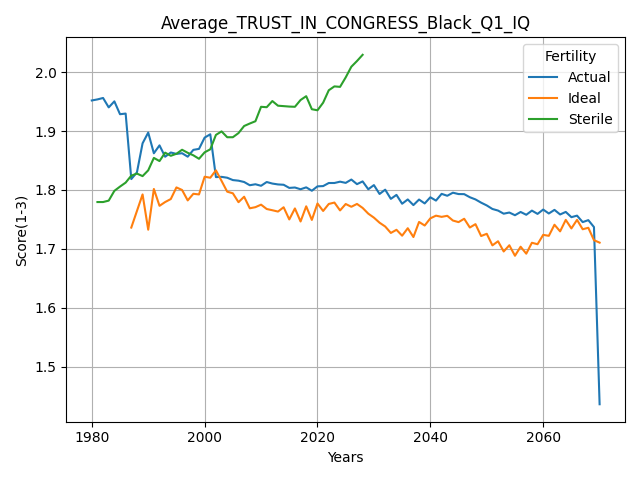 Average_TRUST_IN_CONGRESS_Black_Q1_IQ
Fertility
Actual
Ideal
Sterile
Score(1-3)
2.0
1.9
1.8
1.7
1.6
1.5
1980 2000 2020 2040 2060
Years